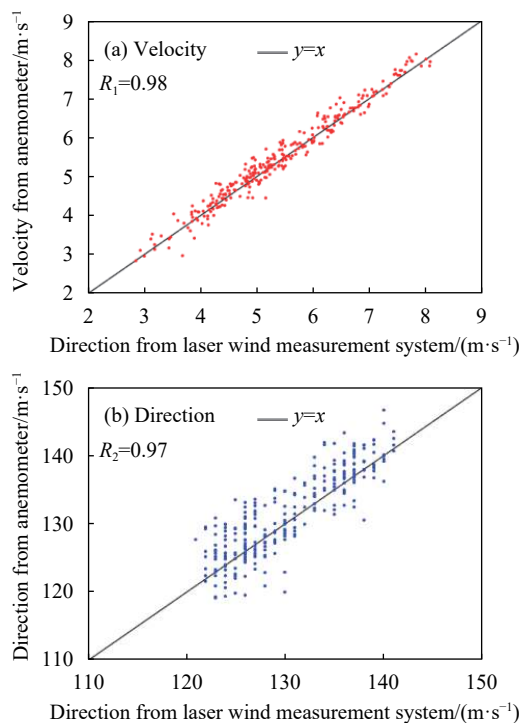 9
8
7
6
5
4
3
2
(a) Velocity
y=x
R₁=0.98
Velocity from anemometer/m·s⁻¹
2 3 4 5 6 7 8 9
Direction from laser wind measurement system/(m·s⁻¹)
150
140
130
120
110
(b) Direction
y=x
R₂=0.97
Direction from anemometer/m·s⁻¹
110 120 130 140 150
Direction from laser wind measurement system/(m·s⁻¹)